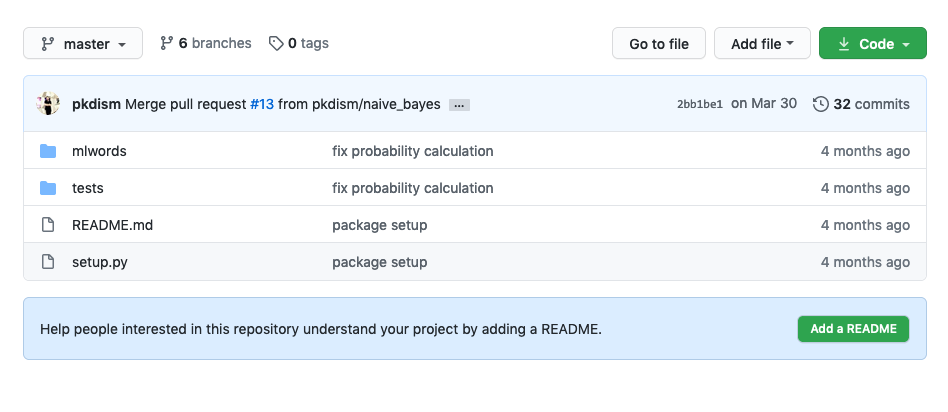 master 6 branches 0 tags Go to file Add file Code
pkdism Merge pull request #13 from pkdism/naive_bayes ... 2bb1be1 on Mar 30 32 commits
mlwords fix probability calculation 4 months ago
tests fix probability calculation 4 months ago
README.md package setup 4 months ago
setup.py package setup 4 months ago
Help people interested in this repository understand your project by adding a README. Add a README